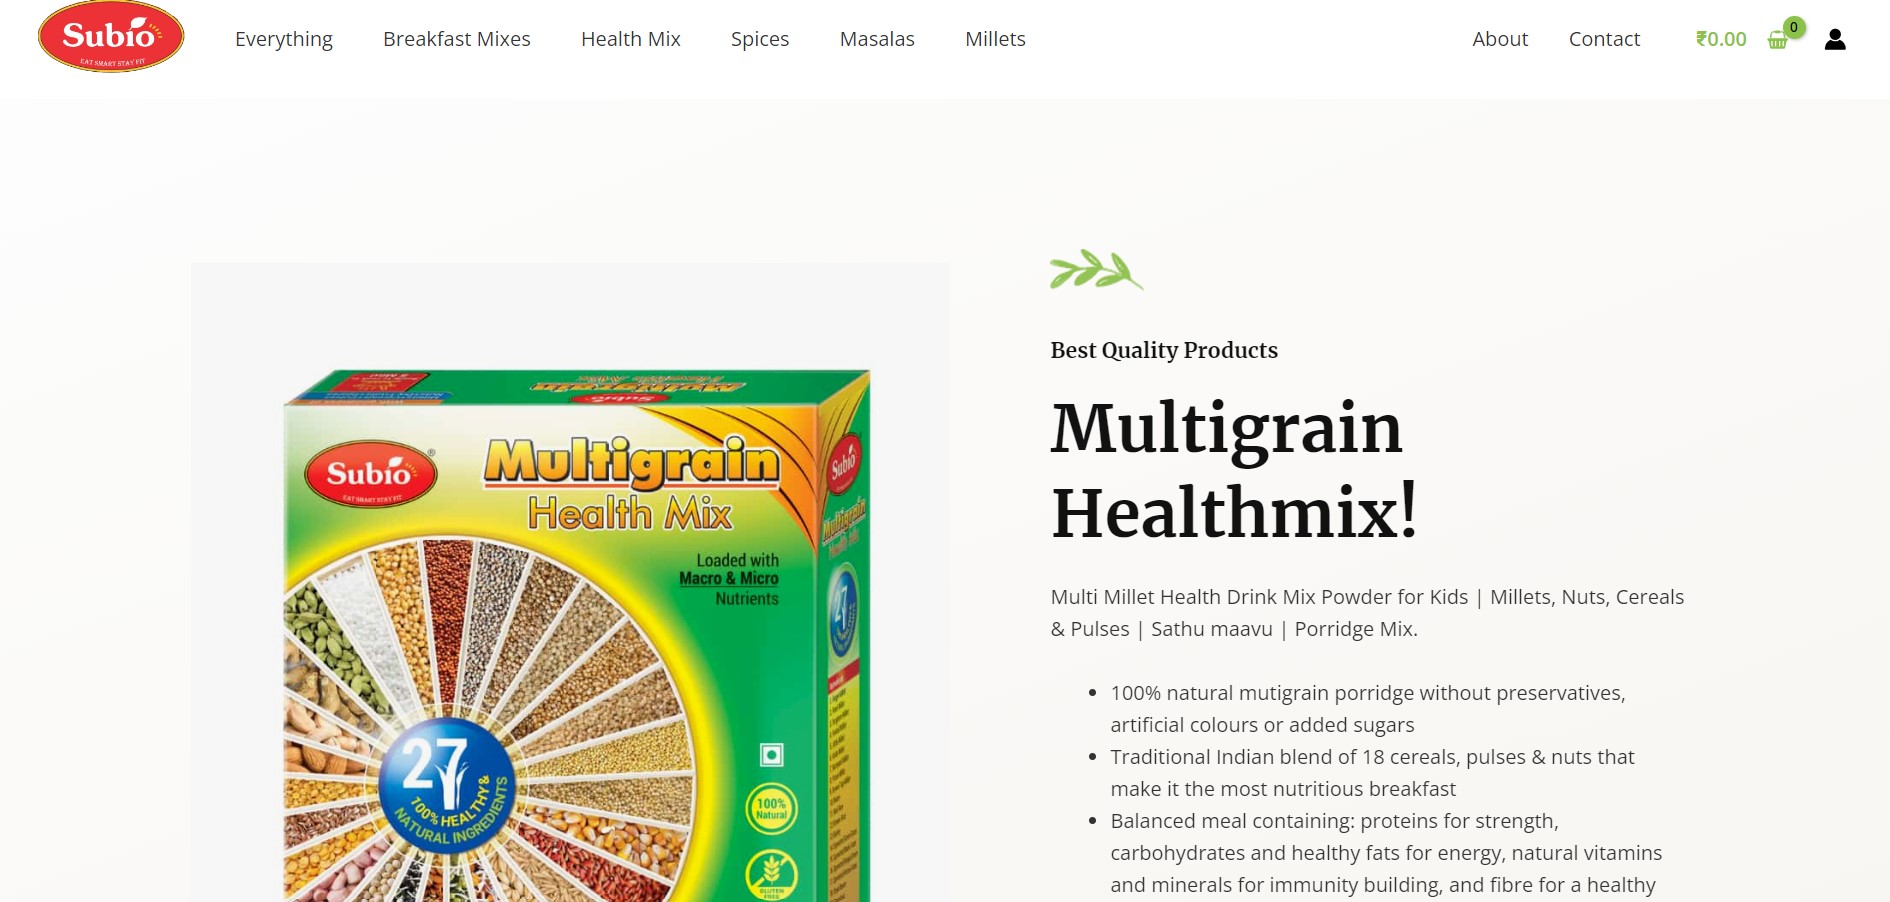 Subio
EAT SMART STAY FIT
Everything
Breakfast Mixes
Health Mix
Spices
Masalas
Millets
About
Contact
₹0.00
0
Best Quality Products
Multigrain
Healthmix!
Multi Millet Health Drink Mix Powder for Kids | Millets, Nuts, Cereals
& Pulses | Sathu maavu | Porridge Mix.
• 100% natural mutigrain porridge without preservatives,
artificial colours or added sugars
• Traditional Indian blend of 18 cereals, pulses & nuts that
make it the most nutritious breakfast
• Balanced meal containing: proteins for strength,
carbohydrates and healthy fats for energy, natural vitamins
and minerals for immunity building, and fibre for a healthy
Multigrain
Subio
Subio®
EAT SMART STAY FIT
Multigrain
Health Mix
Loaded with
Macro & Micro
Nutrients
27
100% HEALTHY &
NATURAL INGREDIENTS
100%
Natural
GLUTEN
FREE
Subio
Multigrain
Health Mix
27